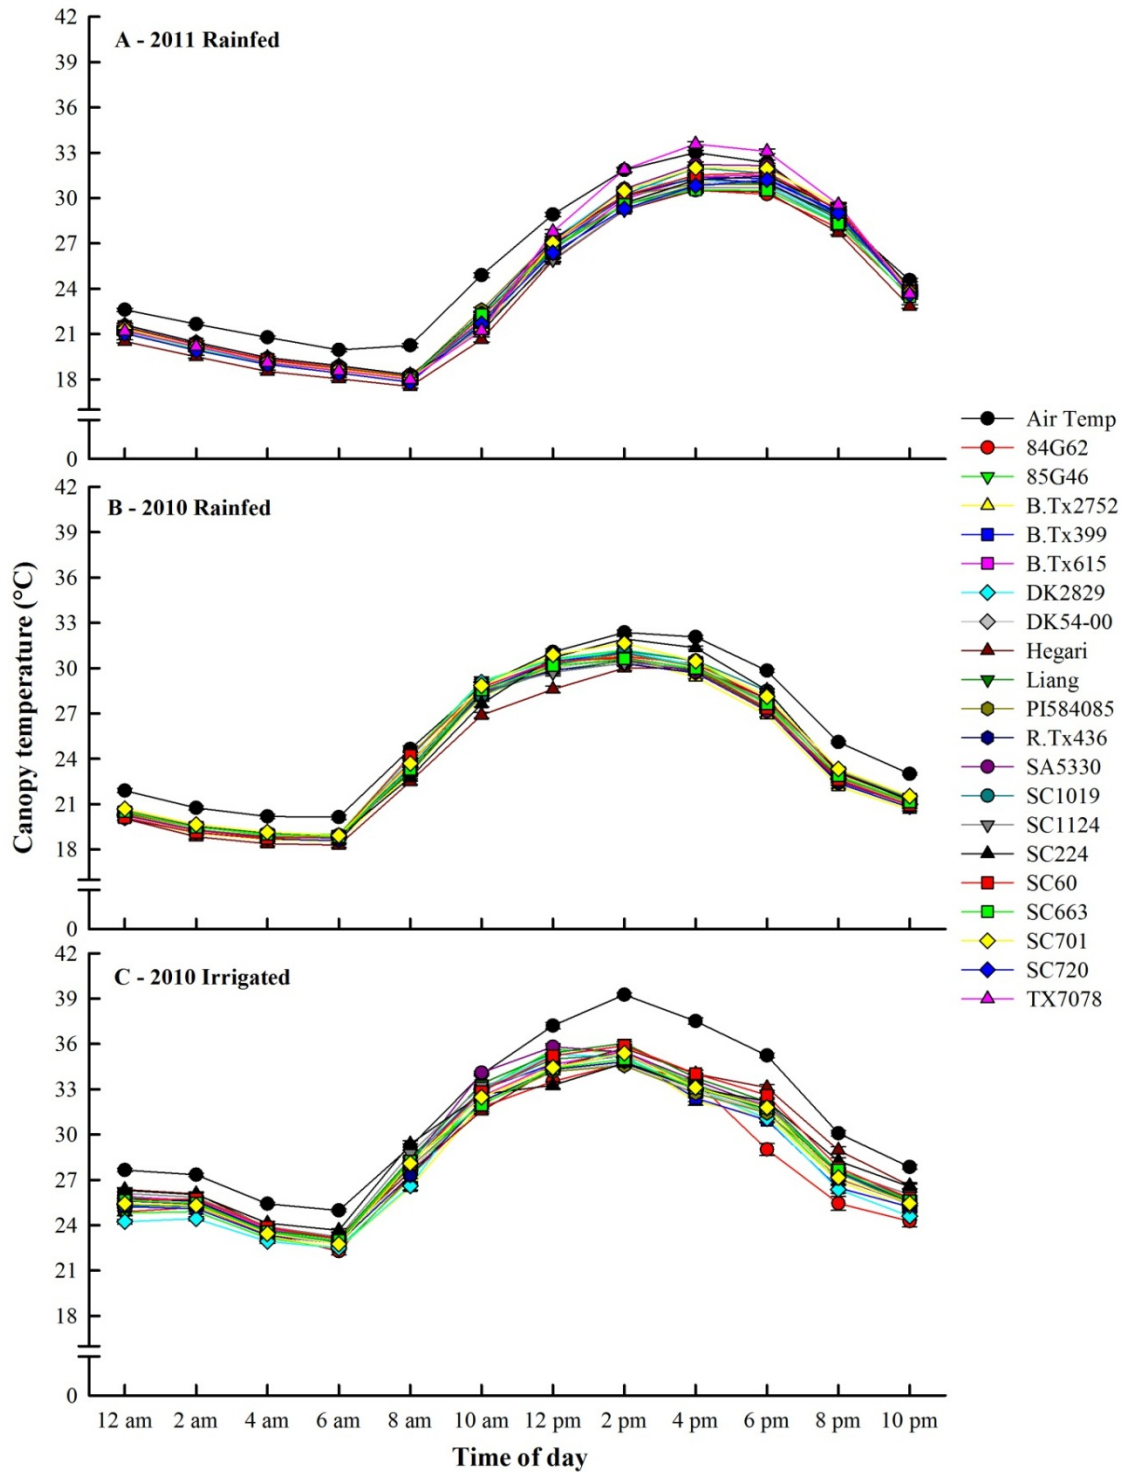 42
A - 2011 Rainfed
39
36
33
30
27
24
21
18
0
42
B - 2010 Rainfed
39
36
33
30
27
24
21
18
0
42
C - 2010 Irrigated
39
36
33
30
27
24
21
18
0
Canopy temperature (°C)
12 am 2 am 4 am 6 am 8 am 10 am 12 pm 2 pm 4 pm 6 pm 8 pm 10 pm
Time of day
Air Temp
84G62
85G46
B.Tx2752
B.Tx399
B.Tx615
DK2829
DK54-00
Hegari
Liang
PI584085
R.Tx436
SA5330
SC1019
SC1124
SC224
SC60
SC663
SC701
SC720
TX7078